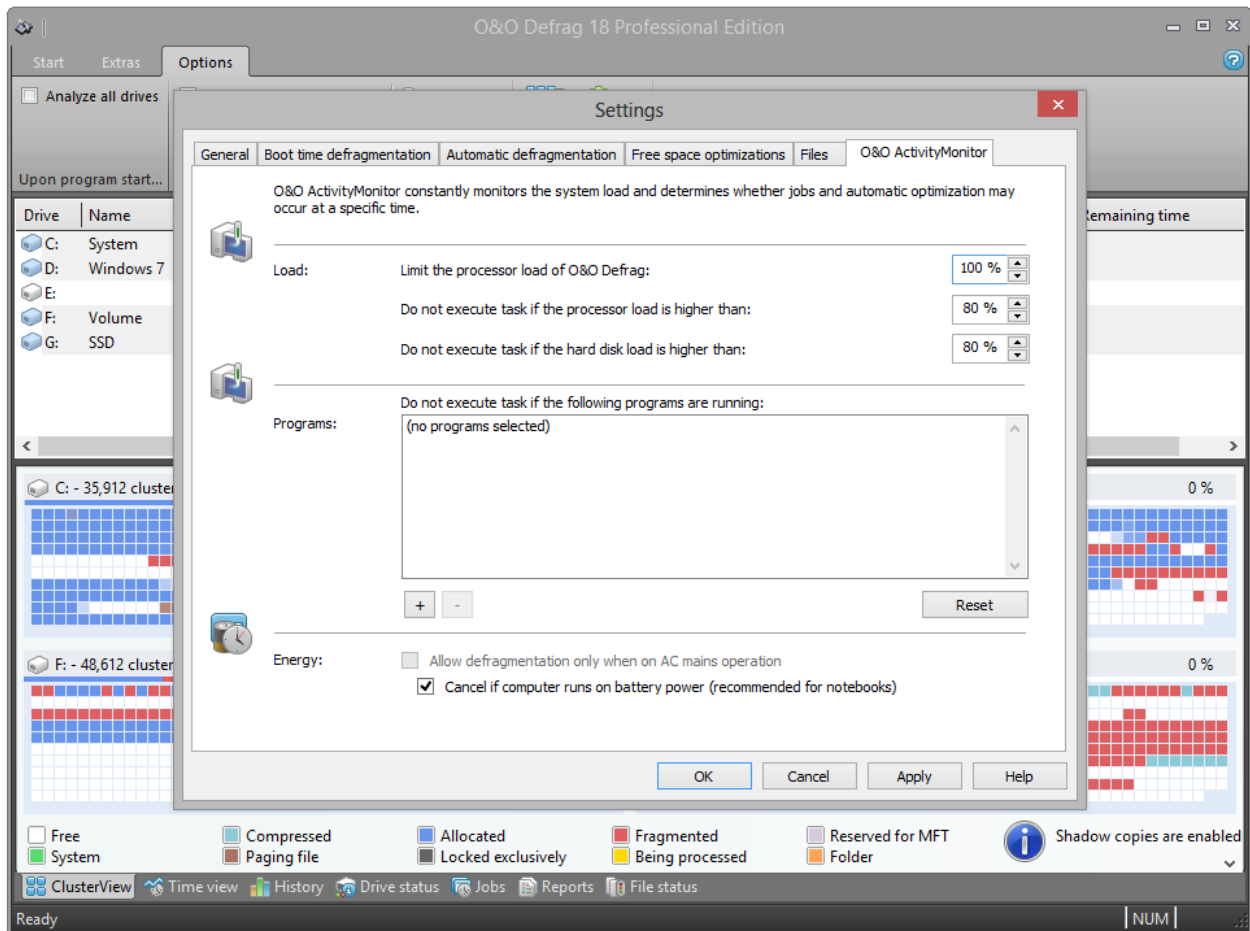 O&O Defrag 18 Professional Edition
Start Extras Options
Analyze all drives
Upon program start...
Settings
General Boot time defragmentation Automatic defragmentation Free space optimizations Files O&O ActivityMonitor
O&O ActivityMonitor constantly monitors the system load and determines whether jobs and automatic optimization may
occur at a specific time.
Load: Limit the processor load of O&O Defrag: 100 %
Do not execute task if the processor load is higher than: 80 %
Do not execute task if the hard disk load is higher than: 80 %
Do not execute task if the following programs are running:
Programs: (no programs selected)
+ - Reset
Energy: Allow defragmentation only when on AC mains operation
Cancel if computer runs on battery power (recommended for notebooks)
OK Cancel Apply Help
Drive Name Remaining time
C: System
D: Windows 7
E:
F: Volume
G: SSD
C: - 35,912 cluster 0 %
F: - 48,612 cluster 0 %
Free Compressed Allocated Fragmented Reserved for MFT Shadow copies are enabled
System Paging file Locked exclusively Being processed Folder
ClusterView Time view History Drive status Jobs Reports File status
Ready NUM